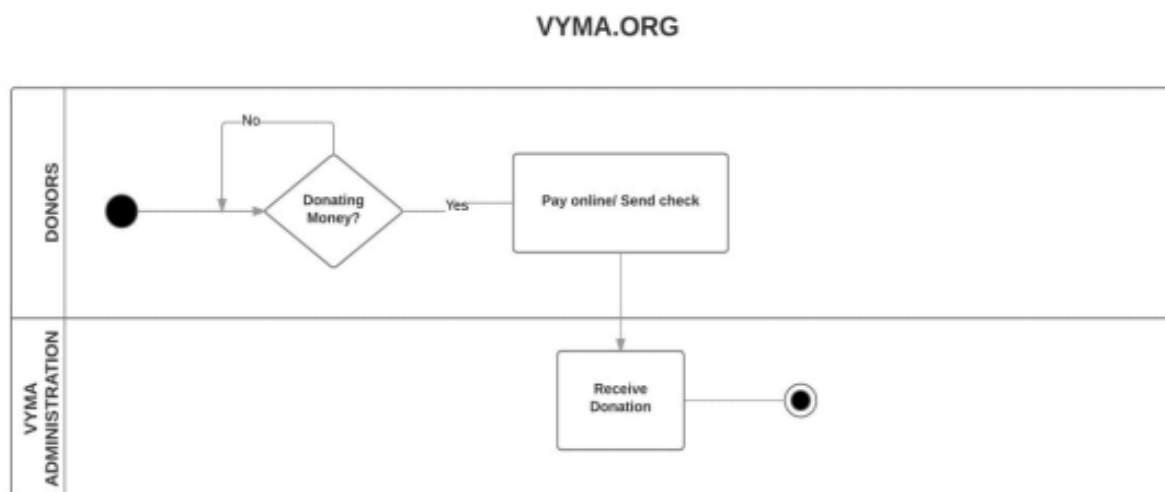 VYMA.ORG
DONORS
No
Donating
Money?
Yes
Pay online/ Send check
VYMA
ADMINISTRATION
Receive
Donation